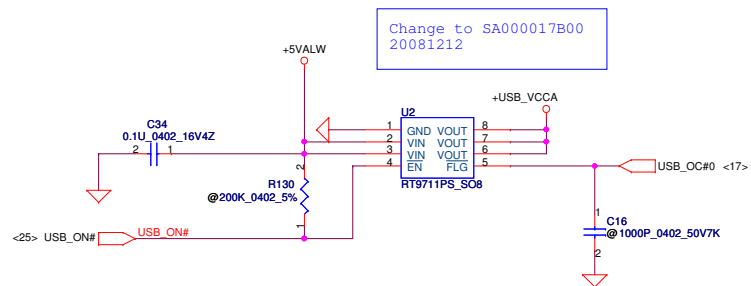 Change to SA000017B00
20081212
+5VALW
+USB_VCCA
C34
0.1U_0402_16V4Z
2 1
U2
1 GND VOUT 8
2 VIN VOUT 7
3 VIN VOUT 6
4 EN FLG 5
RT9711PS_SO8
USB_OC#0 <17>
2
R130
@200K_0402_5%
1
<25> USB_ON# USB_ON#
1
C16
@1000P_0402_50V7K
2